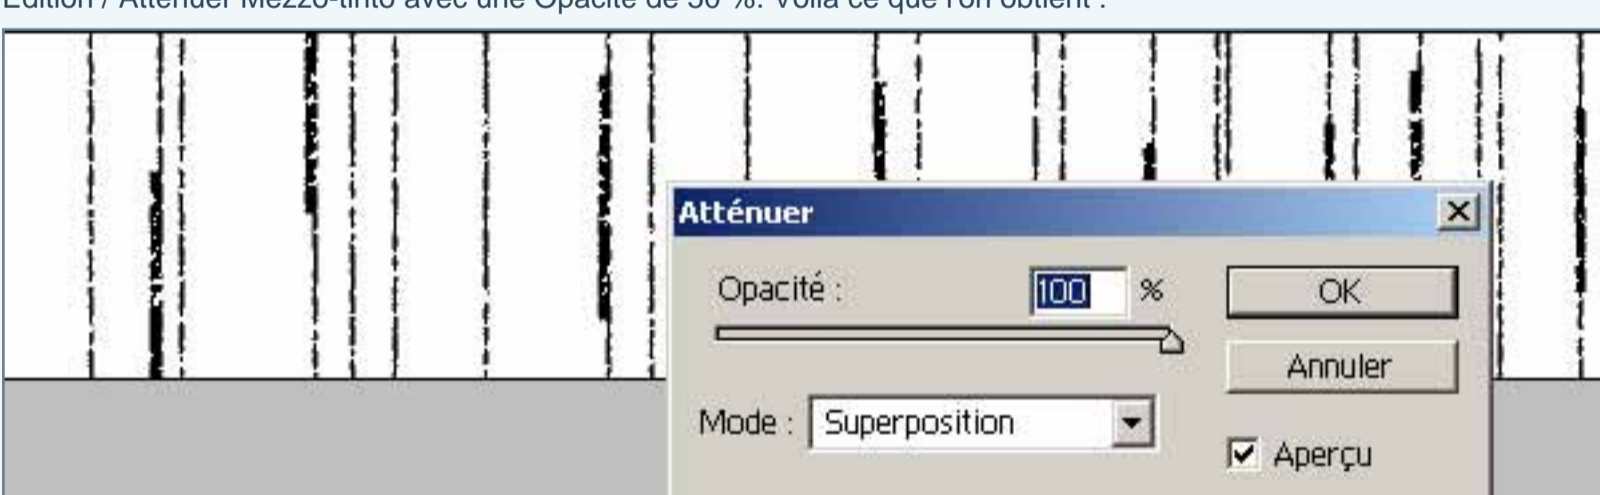 Edition / Atténuer Mezzo-tinto avec une Opacité de 50 %. Voilà ce que l'on obtient :
Atténuer
Opacité : 100 % OK
Annuler
Mode : Superposition
Aperçu